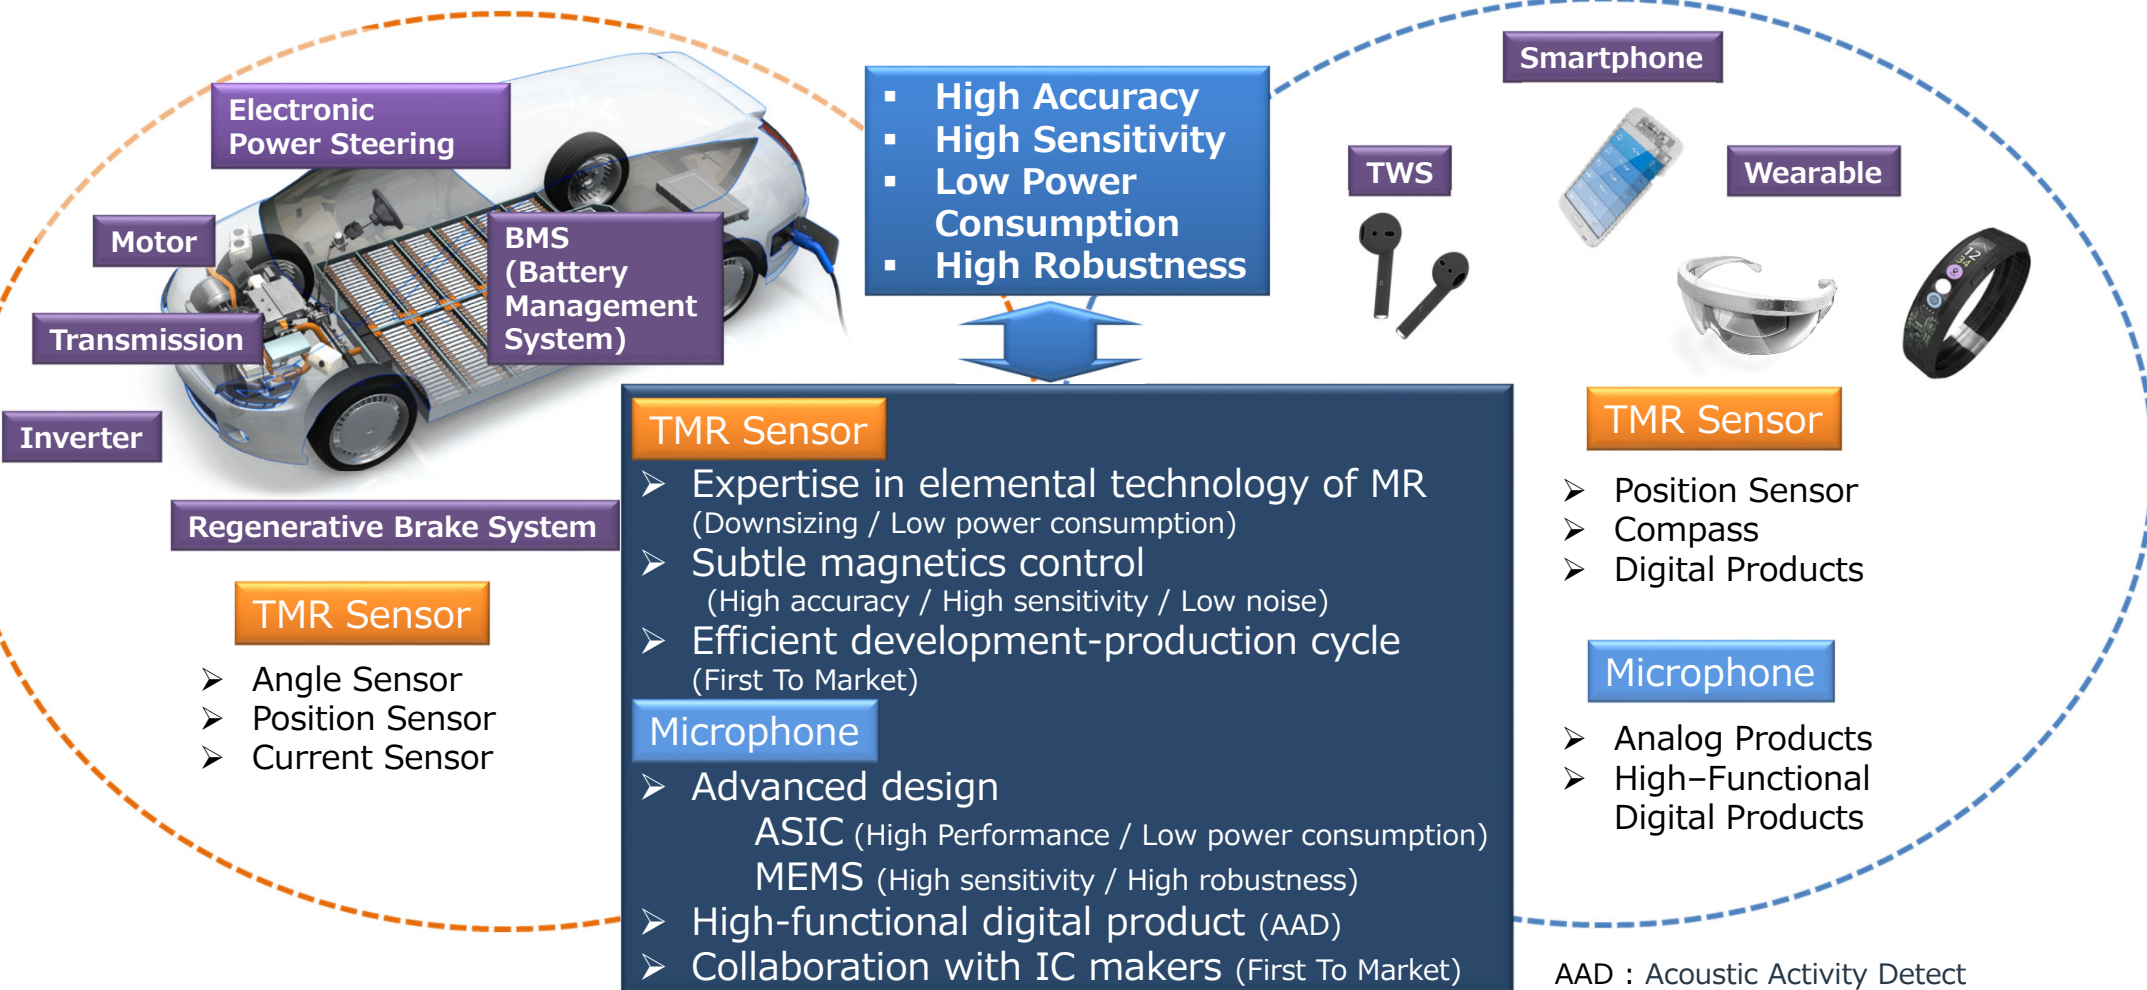 Electronic
Power Steering
Motor
BMS
(Battery
Management
System)
Transmission
Inverter
Regenerative Brake System
TMR Sensor
➢ Angle Sensor
➢ Position Sensor
➢ Current Sensor
▪ High Accuracy
▪ High Sensitivity
▪ Low Power
Consumption
▪ High Robustness
TMR Sensor
➢ Expertise in elemental technology of MR
(Downsizing / Low power consumption)
➢ Subtle magnetics control
(High accuracy / High sensitivity / Low noise)
➢ Efficient development-production cycle
(First To Market)
Microphone
➢ Advanced design
ASIC (High Performance / Low power consumption)
MEMS (High sensitivity / High robustness)
➢ High-functional digital product (AAD)
➢ Collaboration with IC makers (First To Market)
Smartphone
TWS
Wearable
12
34
TMR Sensor
➢ Position Sensor
➢ Compass
➢ Digital Products
Microphone
➢ Analog Products
➢ High–Functional
Digital Products
AAD : Acoustic Activity Detect